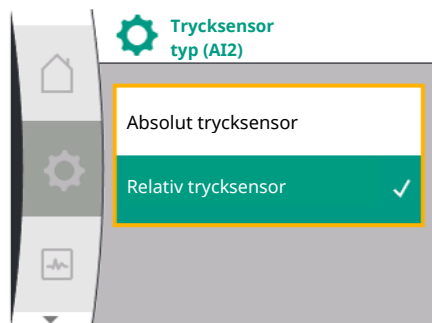 Trycksensor
typ (AI2)
Absolut trycksensor
Relativ trycksensor